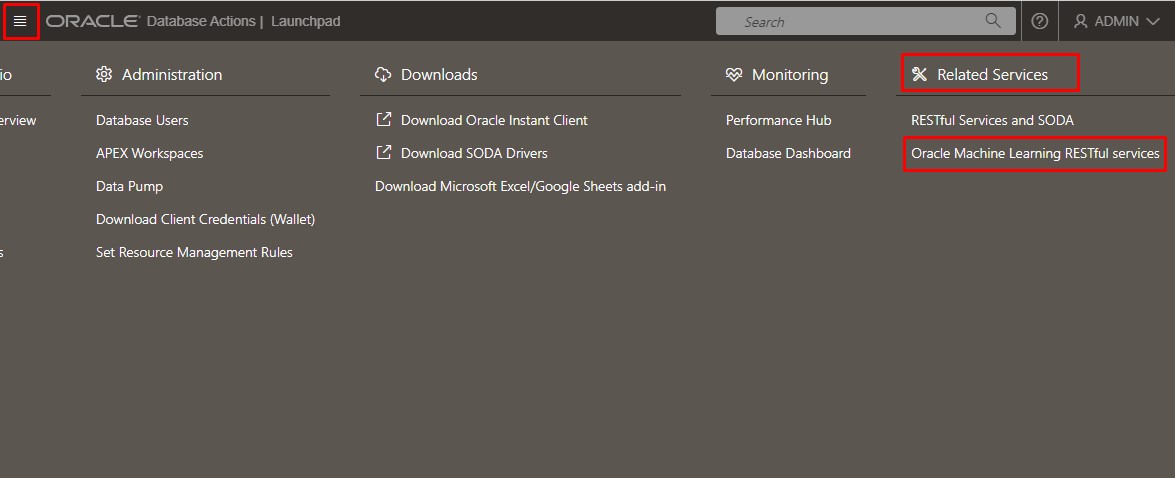 ORACLE Database Actions | Launchpad
Search
ADMIN
io
erview
s
Administration
Database Users
APEX Workspaces
Data Pump
Download Client Credentials (Wallet)
Set Resource Management Rules
Downloads
Download Oracle Instant Client
Download SODA Drivers
Download Microsoft Excel/Google Sheets add-in
Monitoring
Performance Hub
Database Dashboard
Related Services
RESTful Services and SODA
Oracle Machine Learning RESTful services